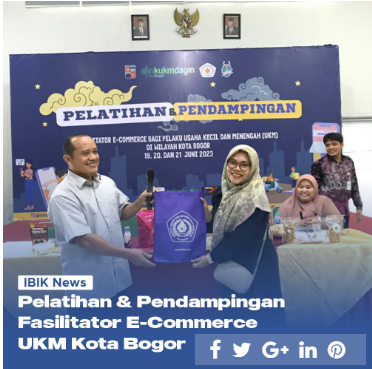 dinkukmdagin
PELATIHAN & PENDAMPINGAN
FASILITATOR E-COMMERCE BAGI PELAKU USAHA KECIL DAN MENENGAH (UKM)
DI WILAYAH KOTA BOGOR
19, 20, DAN 21 JUNI 2023
IBIK News
Pelatihan & Pendampingan
Fasilitator E-Commerce
UKM Kota Bogor